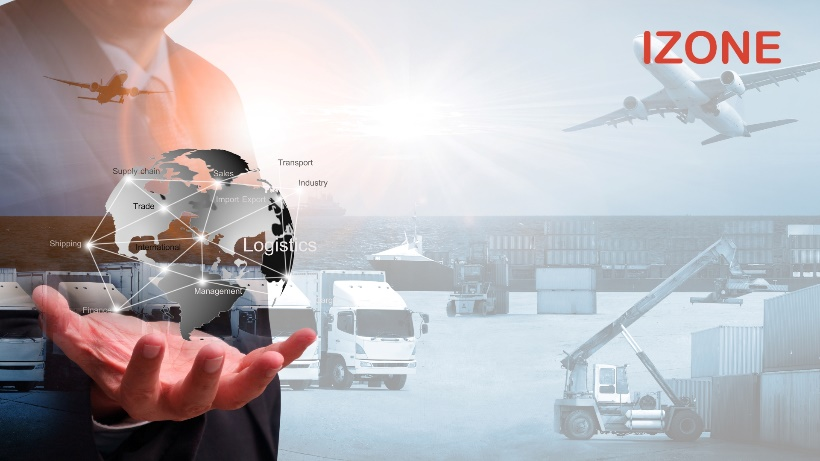 IZONE
Transport
Supply chain
Sales
Industry
Import Export
Trade
Shipping
International
Logistics
Management
Finance